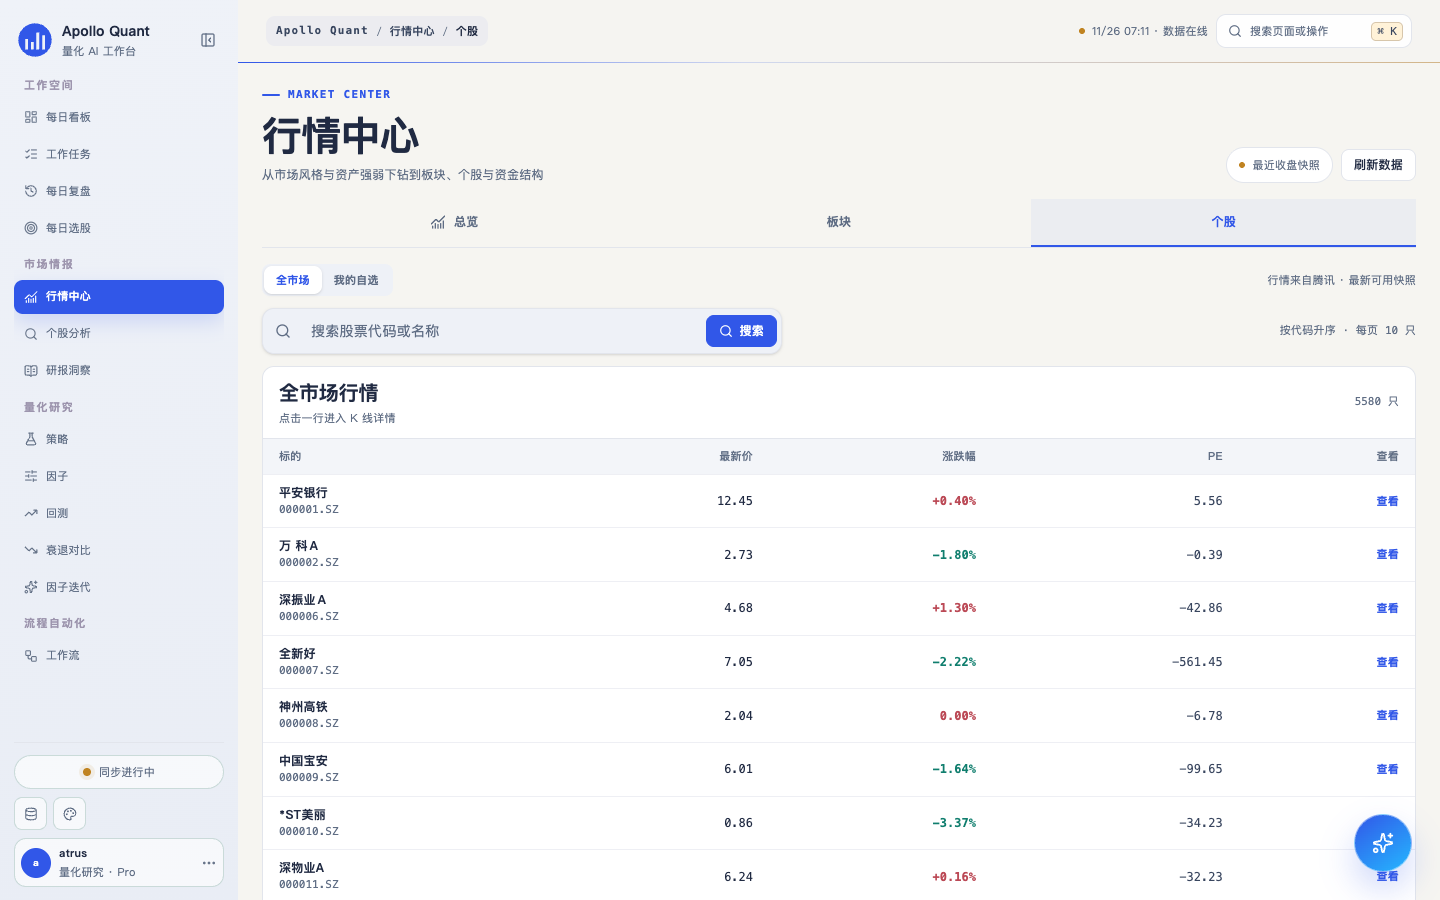 Apollo Quant
量化 AI 工作台
工作空间
每日看板
工作任务
每日复盘
每日选股
市场情报
行情中心
个股分析
研报洞察
量化研究
策略
因子
回测
衰退对比
因子迭代
流程自动化
工作流
同步进行中
a
atrus
量化研究 · Pro
Apollo Quant / 行情中心 / 个股
11/26 07:11 · 数据在线
搜索页面或操作 ⌘ K
MARKET CENTER
行情中心
从市场风格与资产强弱下钻到板块、个股与资金结构
最近收盘快照
刷新数据
总览 板块 个股
全市场 我的自选
行情来自腾讯 · 最新可用快照
搜索股票代码或名称 搜索
按代码升序 · 每页 10 只
全市场行情
点击一行进入 K 线详情
5580 只
标的 最新价 涨跌幅 PE 查看
平安银行
000001.SZ
12.45 +0.40% 5.56 查看
万 科A
000002.SZ
2.73 -1.80% -0.39 查看
深振业A
000006.SZ
4.68 +1.30% -42.86 查看
全新好
000007.SZ
7.05 -2.22% -561.45 查看
神州高铁
000008.SZ
2.04 0.00% -6.78 查看
中国宝安
000009.SZ
6.01 -1.64% -99.65 查看
*ST美丽
000010.SZ
0.86 -3.37% -34.23
深物业A
000011.SZ
6.24 +0.16% -32.23 查看